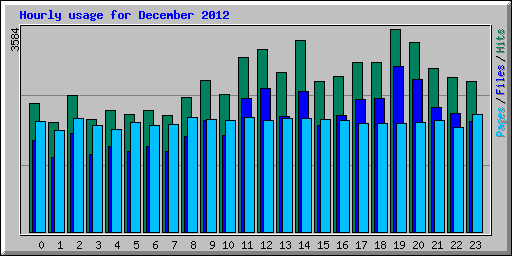 Hourly usage for December 2012
3584
Pages/Files/Hits
0 1 2 3 4 5 6 7 8 9 10 11 12 13 14 15 16 17 18 19 20 21 22 23